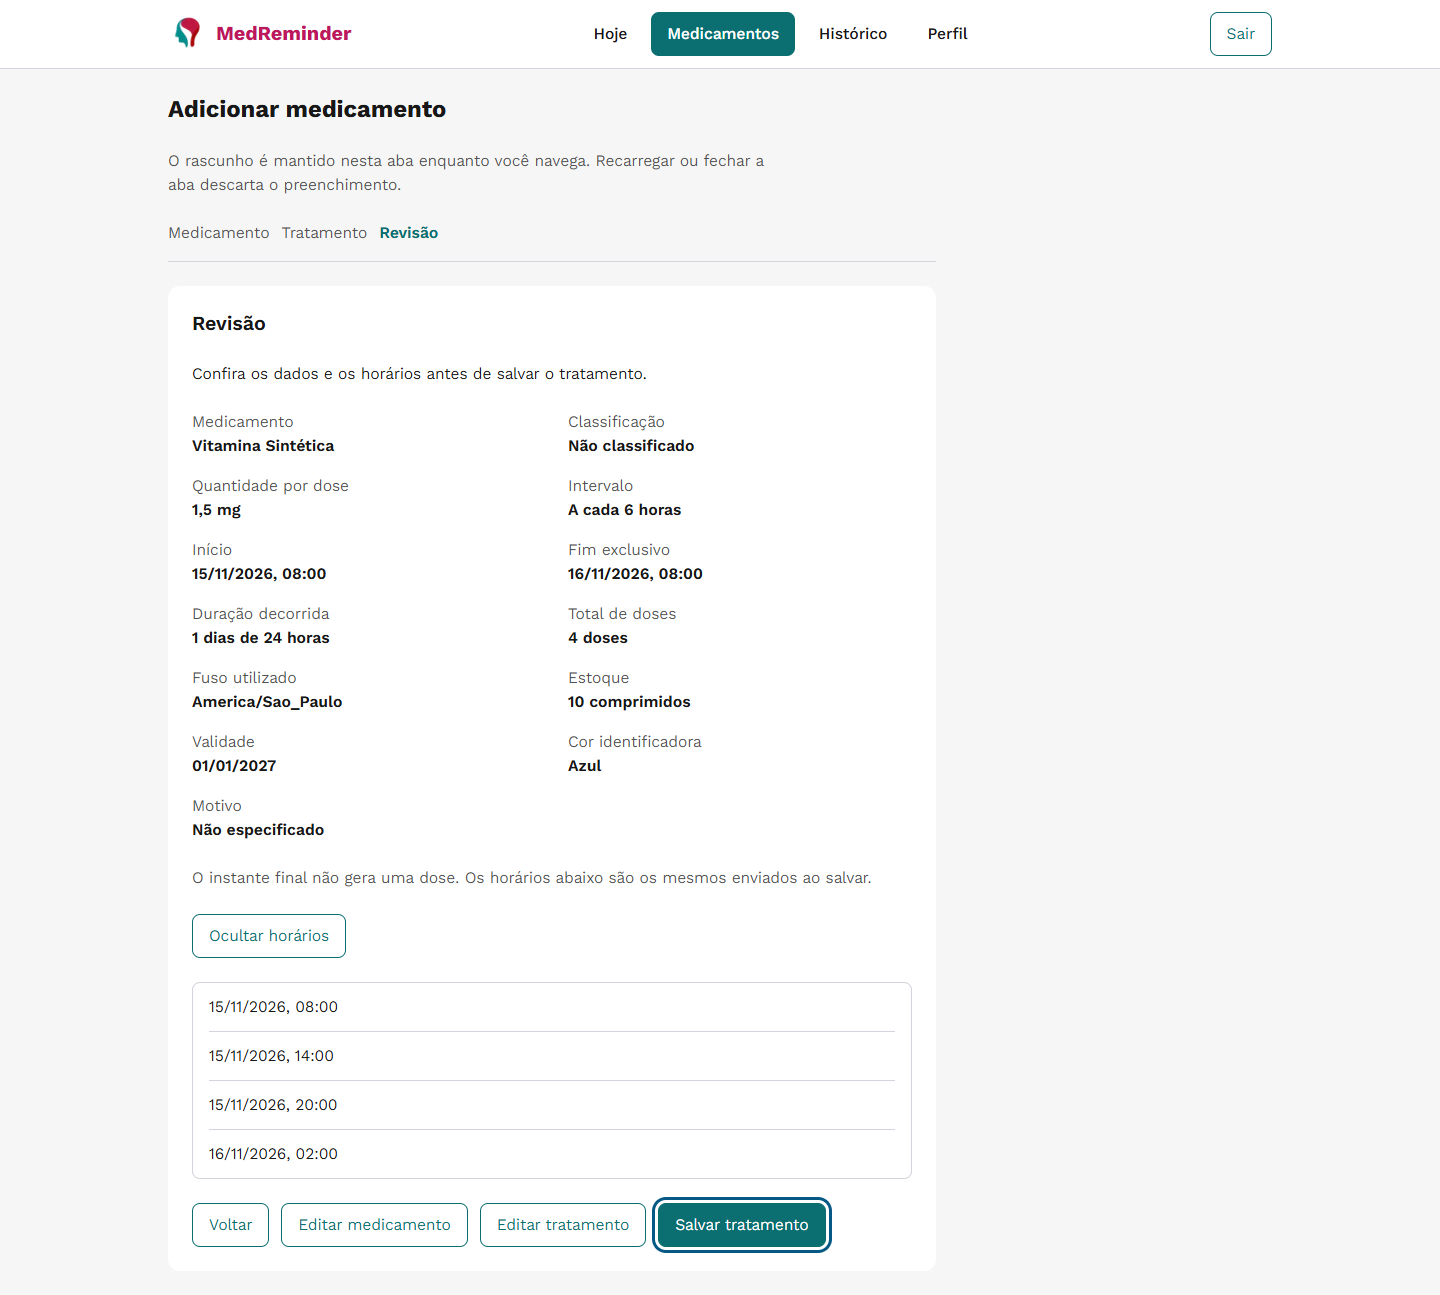 MedReminder
Hoje
Medicamentos
Histórico
Perfil
Sair
Adicionar medicamento
O rascunho é mantido nesta aba enquanto você navega. Recarregar ou fechar a
aba descarta o preenchimento.
Medicamento Tratamento Revisão
Revisão
Confira os dados e os horários antes de salvar o tratamento.
Medicamento
Vitamina Sintética
Classificação
Não classificado
Quantidade por dose
1,5 mg
Intervalo
A cada 6 horas
Início
15/11/2026, 08:00
Fim exclusivo
16/11/2026, 08:00
Duração decorrida
1 dias de 24 horas
Total de doses
4 doses
Fuso utilizado
America/Sao_Paulo
Estoque
10 comprimidos
Validade
01/01/2027
Cor identificadora
Azul
Motivo
Não especificado
O instante final não gera uma dose. Os horários abaixo são os mesmos enviados ao salvar.
Ocultar horários
15/11/2026, 08:00
15/11/2026, 14:00
15/11/2026, 20:00
16/11/2026, 02:00
Voltar
Editar medicamento
Editar tratamento
Salvar tratamento